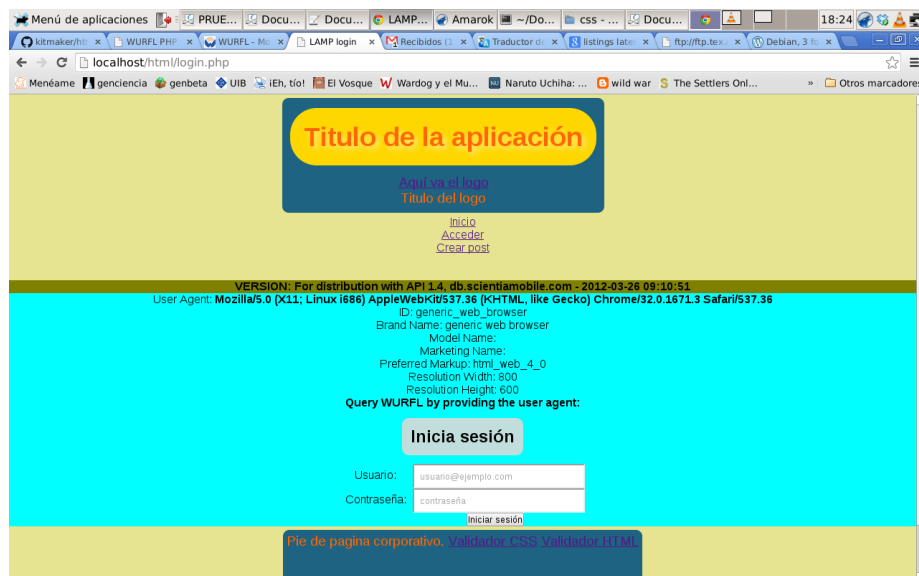 Menú de aplicaciones PRUE... Docu... Docu... LAMP... Amarok ~/Do... css - ... Docu... 18:24
kitmaker/ht WURFL PHP WURFL - Mo LAMP login Recibidos (1 Traductor de listings late ftp://ftp.tex. Debian, 3 fo
localhost/html/login.php
Menéame genciencia genbeta UIB ¡Eh, tío! El Vosque Wardog y el Mu... Naruto Uchiha: ... wild war The Settlers Onl... » Otros marcadores
Titulo de la aplicación
Aquí va el logo
Titulo del logo
Inicio
Acceder
Crear post
VERSION: For distribution with API 1.4, db.scientiamobile.com - 2012-03-26 09:10:51
User Agent: Mozilla/5.0 (X11; Linux i686) AppleWebKit/537.36 (KHTML, like Gecko) Chrome/32.0.1671.3 Safari/537.36
ID: generic_web_browser
Brand Name: generic web browser
Model Name:
Marketing Name:
Preferred Markup: html_web_4_0
Resolution Width: 800
Resolution Height: 600
Query WURFL by providing the user agent:
Inicia sesión
Usuario: usuario@ejemplo.com
Contraseña: contraseña
Iniciar sesión
Pie de pagina corporativo. Validador CSS Validador HTML